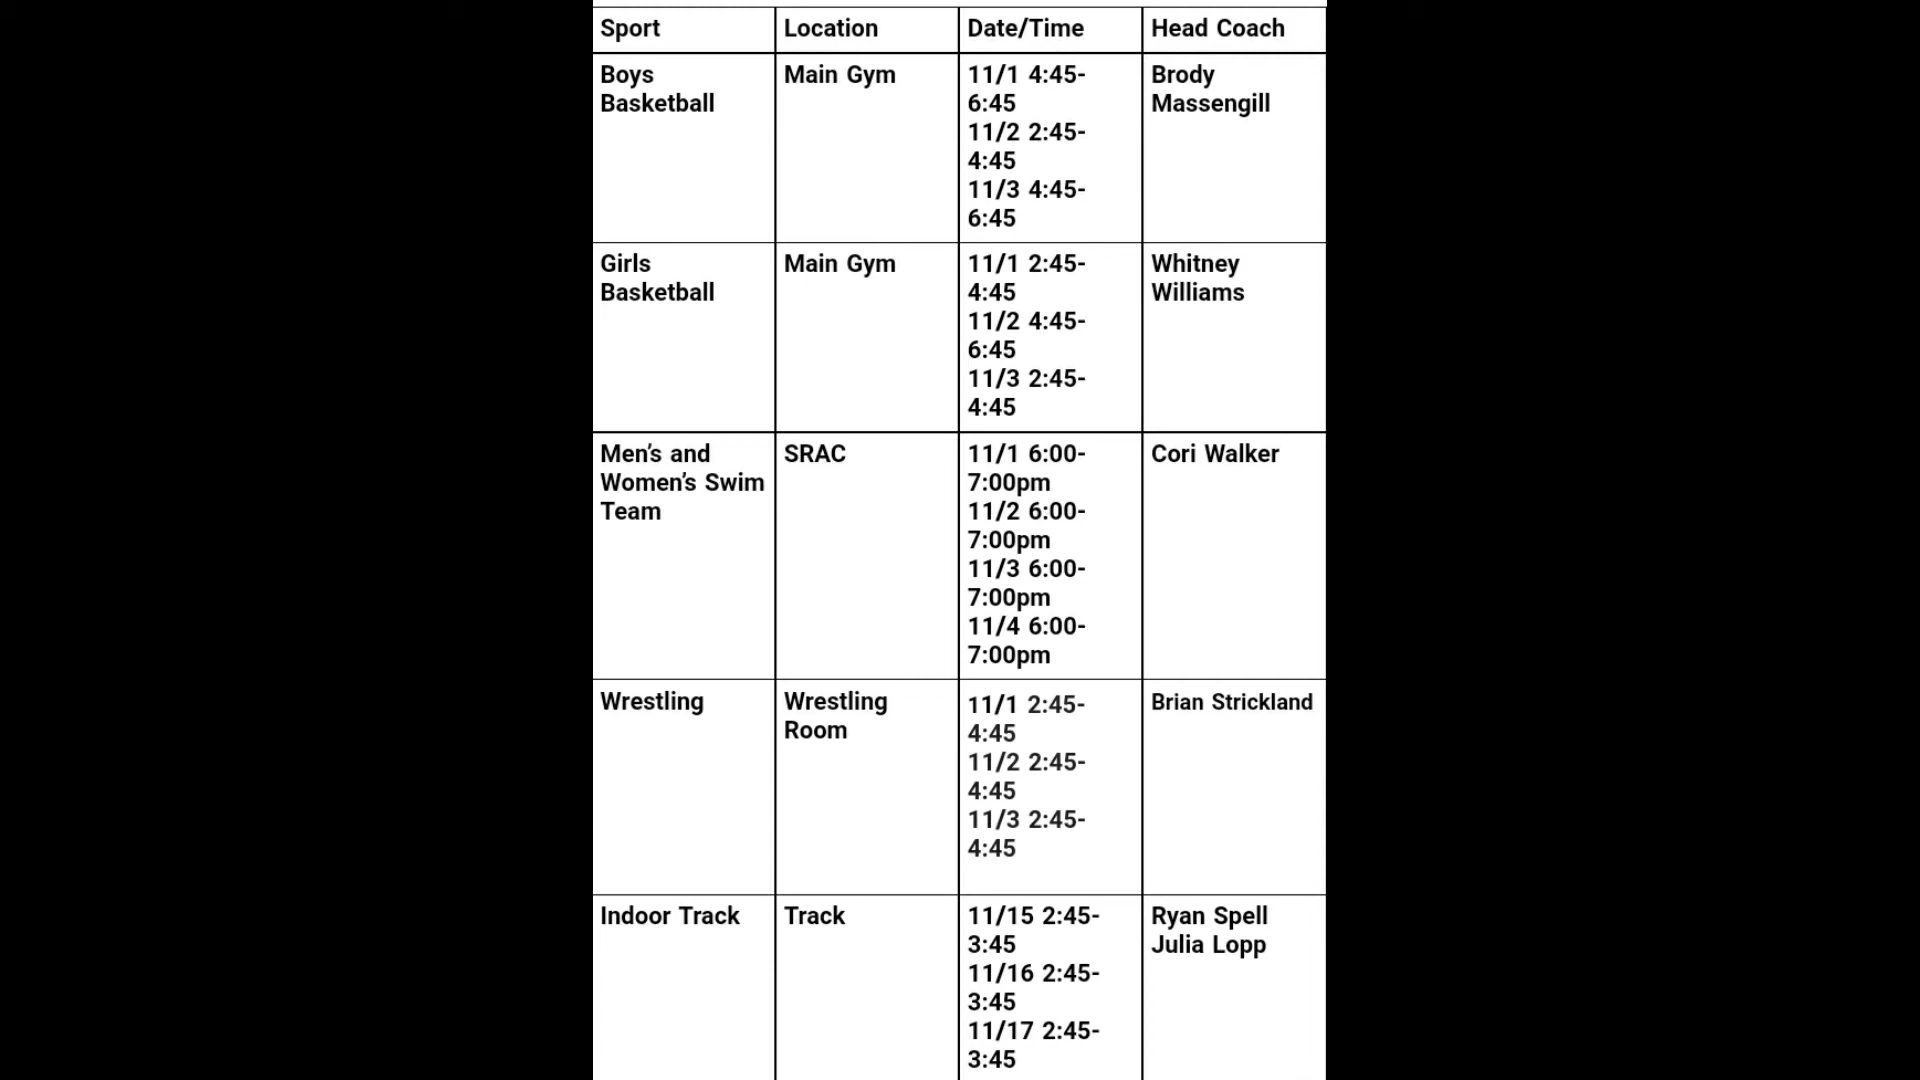 Sport
Location
Date/Time
Head Coach
Boys
Basketball
Main Gym
11/1 4:45-
6:45
11/2 2:45-
4:45
11/3 4:45-
6:45
Brody
Massengill
Girls
Basketball
Main Gym
11/1 2:45-
4:45
11/2 4:45-
6:45
11/3 2:45-
4:45
Whitney
Williams
Men’s and
Women’s Swim
Team
SRAC
11/1 6:00-
7:00pm
11/2 6:00-
7:00pm
11/3 6:00-
7:00pm
11/4 6:00-
7:00pm
Cori Walker
Wrestling
Wrestling
Room
11/1 2:45-
4:45
11/2 2:45-
4:45
11/3 2:45-
4:45
Brian Strickland
Indoor Track
Track
11/15 2:45-
3:45
11/16 2:45-
3:45
11/17 2:45-
3:45
Ryan Spell
Julia Lopp